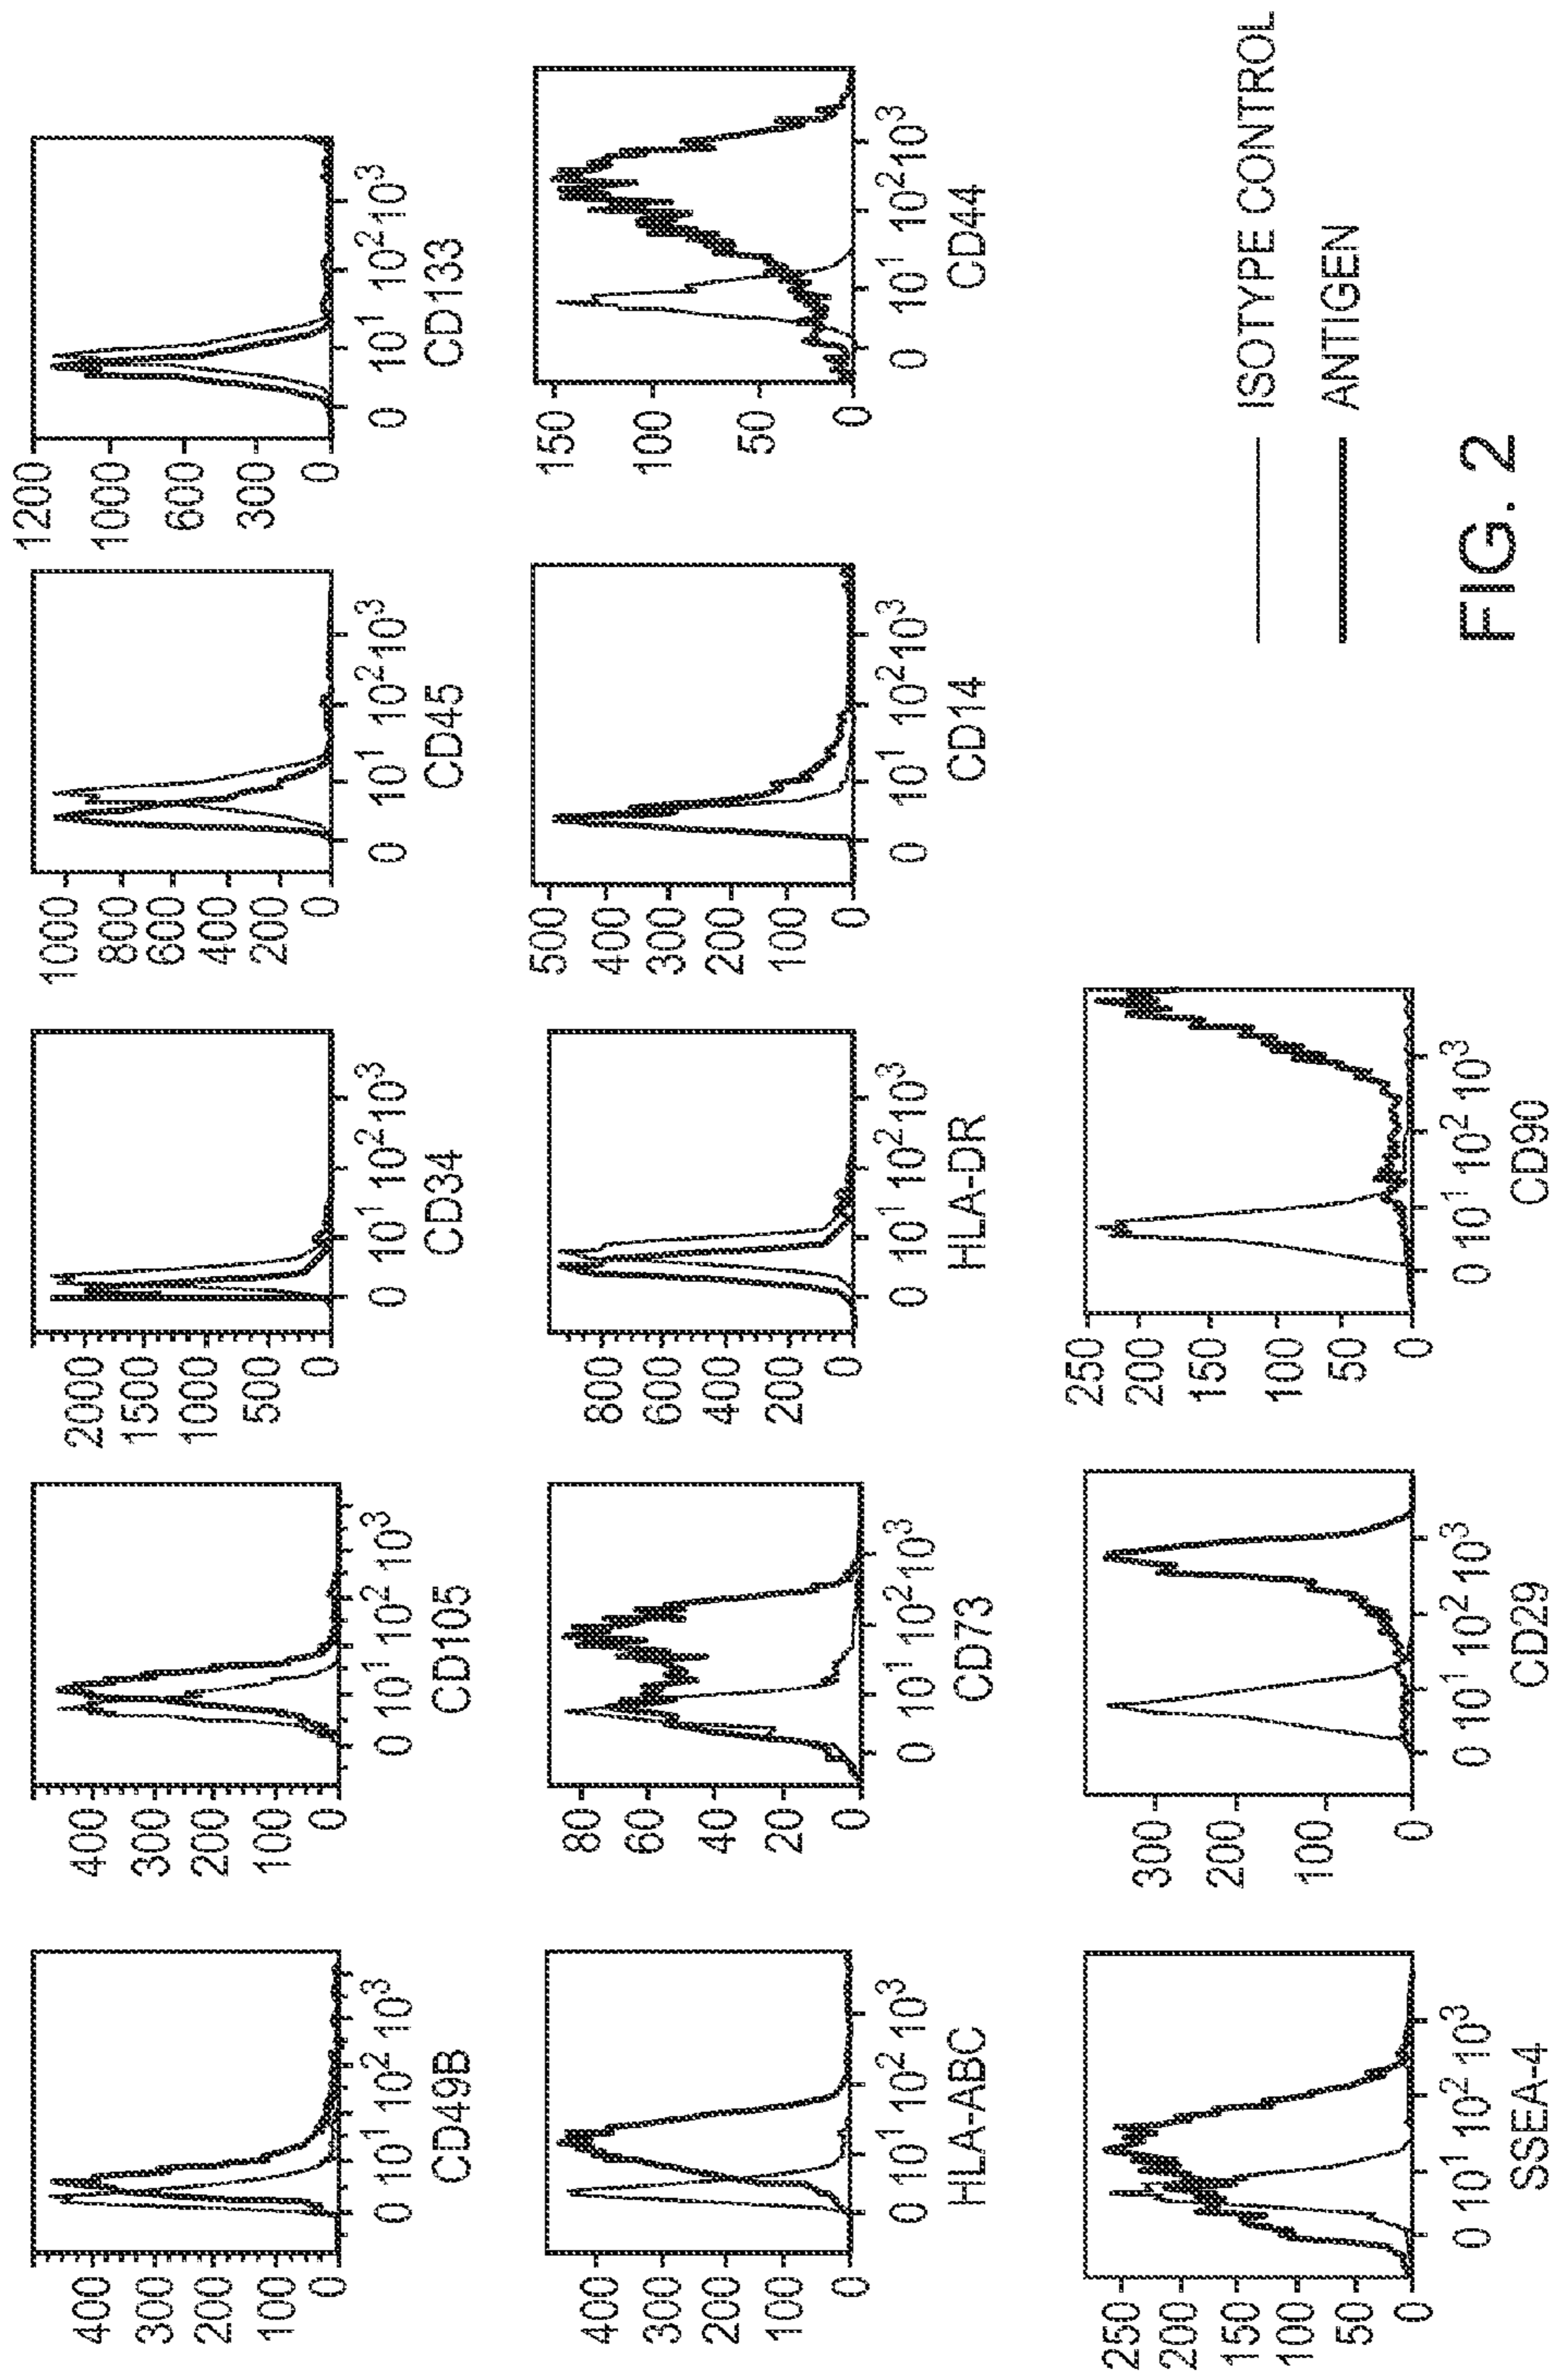 400
300
200
100
0
0 10¹ 10² 10³
CD49B
400
300
200
100
0
0 10¹ 10² 10³
CD105
2000
1500
1000
500
0
0 10¹ 10² 10³
CD34
1000
800
600
400
200
0
0 10¹ 10² 10³
CD45
1200
1000
600
300
0
0 10¹ 10² 10³
CD133
400
300
200
100
0
0 10¹ 10² 10³
HLA-ABC
80
60
40
20
0
0 10¹ 10² 10³
CD73
800
600
400
200
0
0 10¹ 10² 10³
HLA-DR
500
400
300
200
100
0
0 10¹ 10² 10³
CD14
150
100
50
0
0 10¹ 10² 10³
CD44
250
200
150
100
50
0
0 10¹ 10² 10³
SSEA-4
300
200
100
0
0 10¹ 10² 10³
CD29
250
200
150
100
50
0
0 10¹ 10² 10³
CD90
ISOTYPE CONTROL
ANTIGEN
FIG. 2